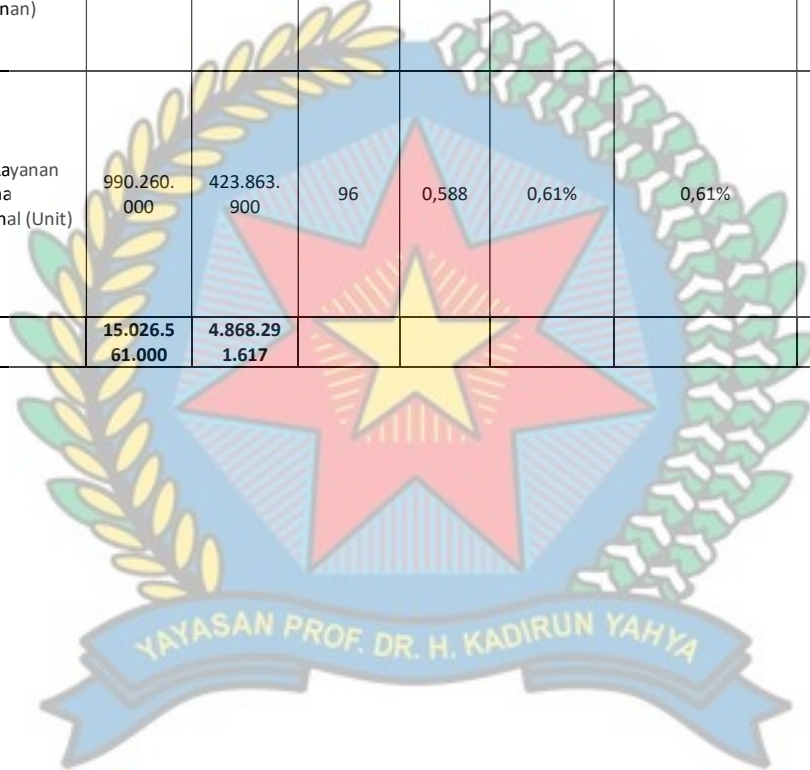 nan)
ayanan
na
nal (Unit)
990.260.
000
423.863.
900
96
0,588
0,61%
0,61%
15.026.5
61.000
4.868.29
1.617
YAYASAN PROF. DR. H. KADIRUN YAHYA